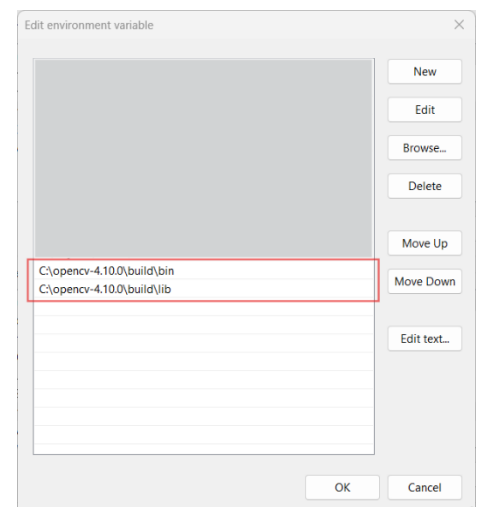 Edit environment variable
New
Edit
Browse...
Delete
Move Up
C:\opencv-4.10.0\build\bin
Move Down
C:\opencv-4.10.0\build\lib
Edit text...
OK
Cancel